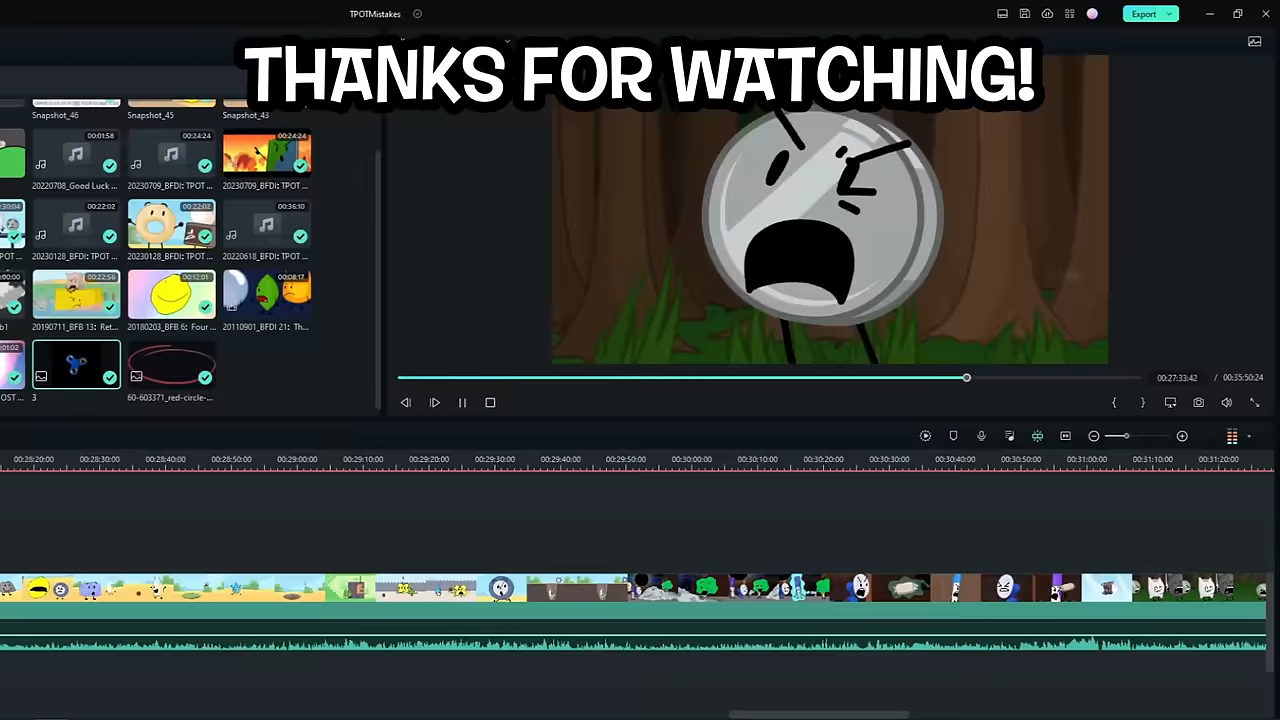 TPOTMistakes
Export
THANKS FOR WATCHING!
Snapshot_46
Snapshot_45
Snapshot_43
00:01:58
00:24:24
00:24:24
20220708_Good Luck ...
20230709_BFDI: TPOT ...
20230709_BFDI: TPOT ...
00:22:02
00:22:02
00:36:10
20230128_BFDI: TPOT ...
20230128_BFDI: TPOT ...
20220618_BFDI: TPOT ...
00:22:56
00:12:01
00:08:17
b1
20190711_BFB 13: Ret...
20180203_BFB 6: Four ...
20110901_BFDI 21: Th...
3
60-603371_red-circle-...
00:27:33:42 / 00:35:50:24
{ }
00:28:20:00 00:28:30:00 00:28:40:00 00:28:50:00 00:29:00:00 00:29:10:00 00:29:20:00 00:29:30:00 00:29:40:00 00:29:50:00 00:30:00:00 00:30:10:00 00:30:20:00 00:30:30:00 00:30:40:00 00:30:50:00 00:31:00:00 00:31:10:00 00:31:20:00